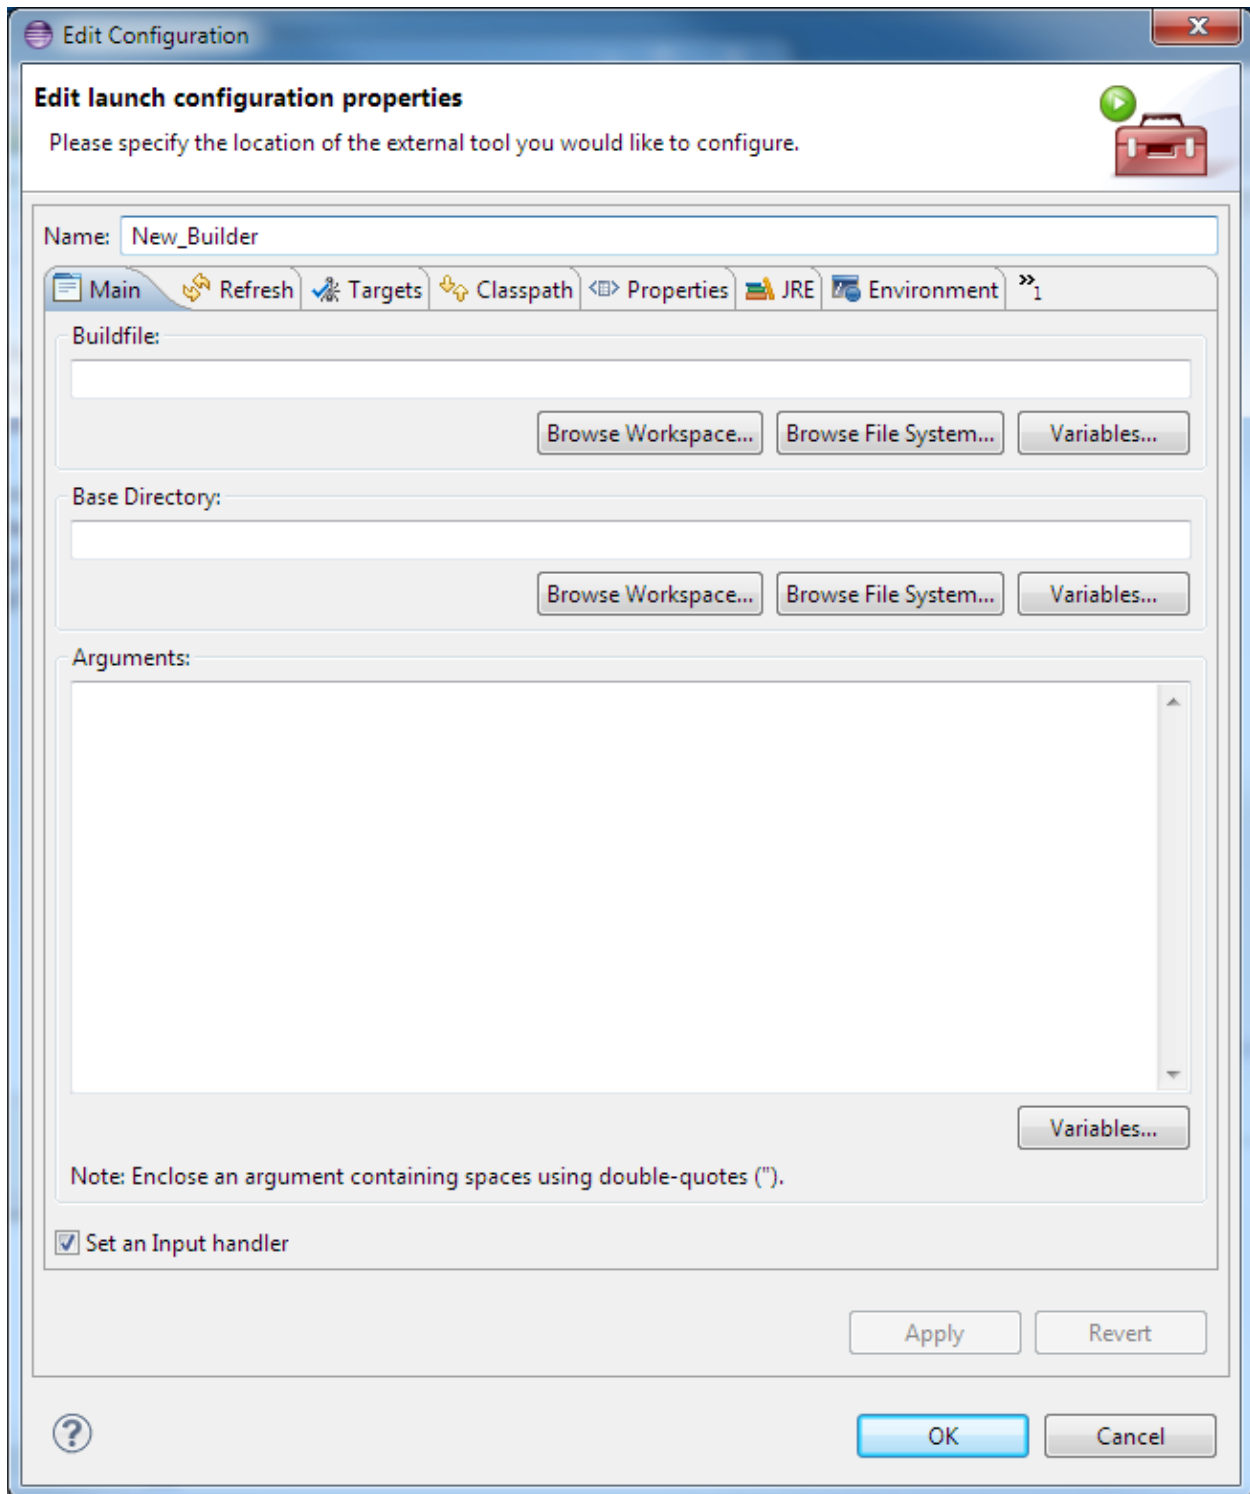 Edit Configuration
Edit launch configuration properties
Please specify the location of the external tool you would like to configure.
Name: New_Builder
Main Refresh Targets Classpath Properties JRE Environment »1
Buildfile:
Browse Workspace... Browse File System... Variables...
Base Directory:
Browse Workspace... Browse File System... Variables...
Arguments:
Variables...
Note: Enclose an argument containing spaces using double-quotes (").
Set an Input handler
Apply Revert
? OK Cancel